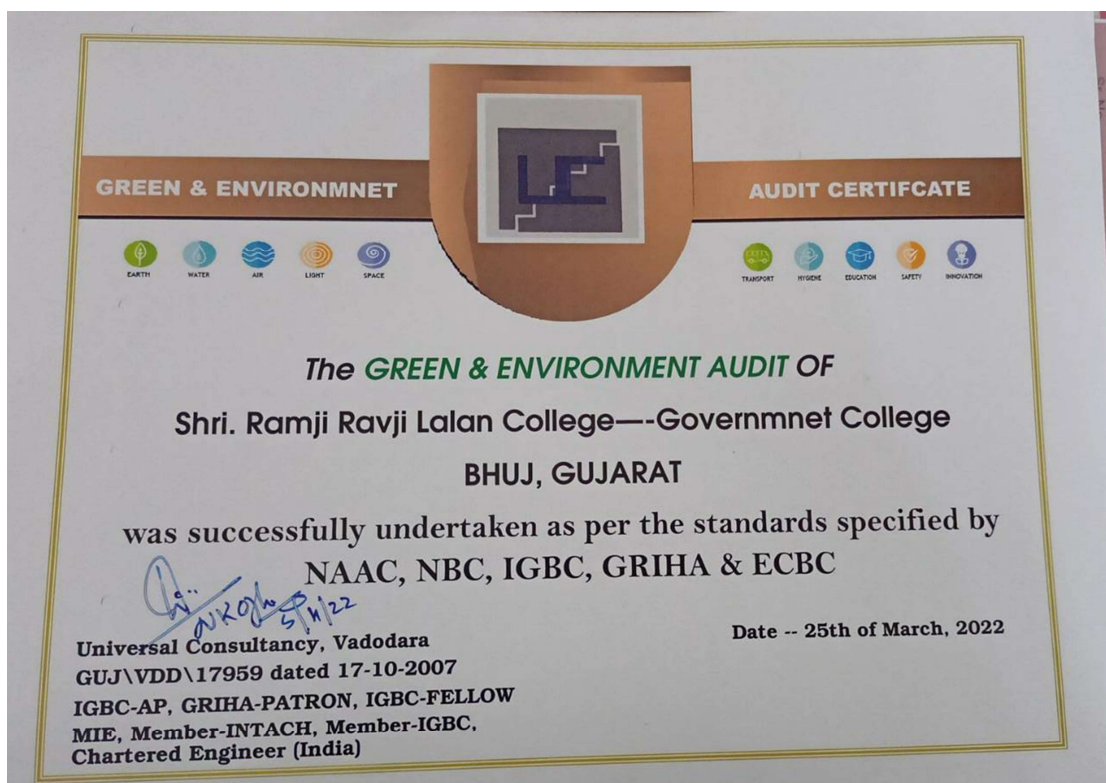 GREEN & ENVIRONMNET
AUDIT CERTIFCATE
EARTH WATER AIR LIGHT SPACE
TRANSPORT HYGIENE EDUCATION SAFETY INNOVATION
The GREEN & ENVIRONMENT AUDIT OF
Shri. Ramji Ravji Lalan College—-Governmnet College
BHUJ, GUJARAT
was successfully undertaken as per the standards specified by
NAAC, NBC, IGBC, GRIHA & ECBC
Universal Consultancy, Vadodara
GUJ\VDD\17959 dated 17-10-2007
IGBC-AP, GRIHA-PATRON, IGBC-FELLOW
MIE, Member-INTACH, Member-IGBC,
Chartered Engineer (India)
Date -- 25th of March, 2022